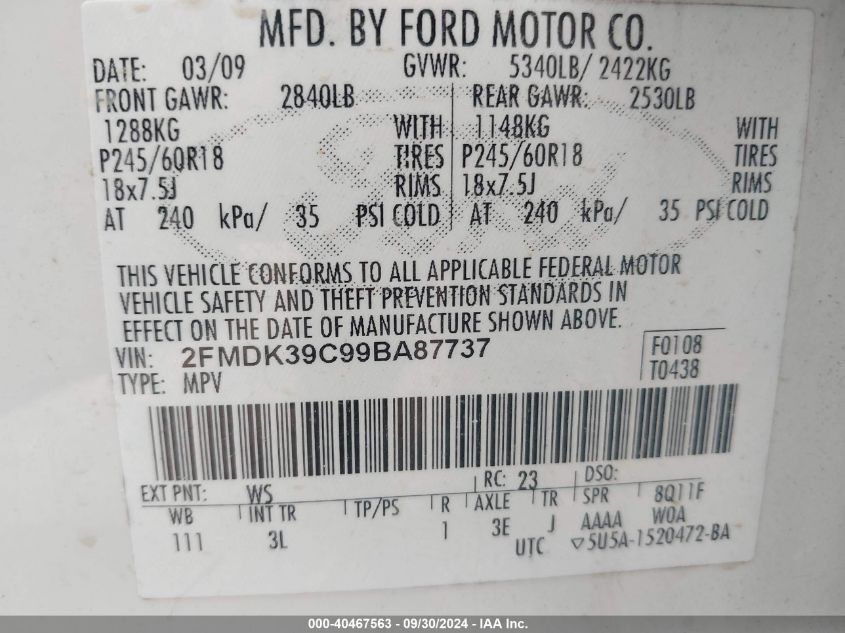 MFD. BY FORD MOTOR CO.
DATE: 03/09 GVWR: 5340LB/ 2422KG
FRONT GAWR: 2840LB REAR GAWR: 2530LB
1288KG WITH 1148KG WITH
P245/60R18 TIRES P245/60R18 TIRES
18x7.5J RIMS 18x7.5J RIMS
AT 240 kPa/ 35 PSI COLD AT 240 kPa/ 35 PSI COLD
THIS VEHICLE CONFORMS TO ALL APPLICABLE FEDERAL MOTOR
VEHICLE SAFETY AND THEFT PREVENTION STANDARDS IN
EFFECT ON THE DATE OF MANUFACTURE SHOWN ABOVE.
VIN: 2FMDK39C99BA87737 F0108
TYPE: MPV T0438
EXT PNT: WS RC: 23 DSO:
WB INT TR TP/PS R AXLE TR SPR 8Q11F
111 3L 1 3E J AAAA W0A
UTC ▽5U5A-1520472-BA
000-40467563 - 09/30/2024 - IAA Inc.